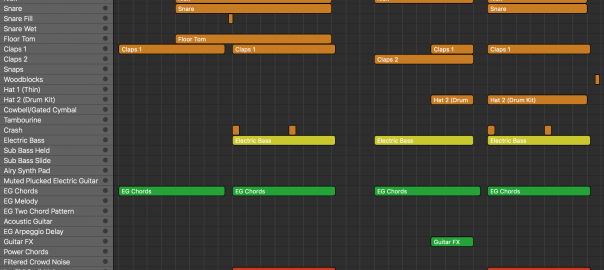 Snare Snare Snare
Snare Fill
Snare Wet
Floor Tom Floor Tom
Claps 1 Claps 1 Claps 1 Claps 1 Claps 1
Claps 2 Claps 2
Snaps
Woodblocks
Hat 1 (Thin)
Hat 2 (Drum Kit) Hat 2 (Drum Hat 2 (Drum Kit)
Cowbell/Gated Cymbal
Tambourine
Crash
Electric Bass Electric Bass Electric Bass Electric Bass
Sub Bass Held
Sub Bass Slide
Airy Synth Pad
Muted Plucked Electric Guitar
EG Chords EG Chords EG Chords EG Chords EG Chords
EG Melody
EG Two Chord Pattern
Acoustic Guitar
EG Arpeggio Delay
Guitar FX Guitar FX
Power Chords
Filtered Crowd Noise